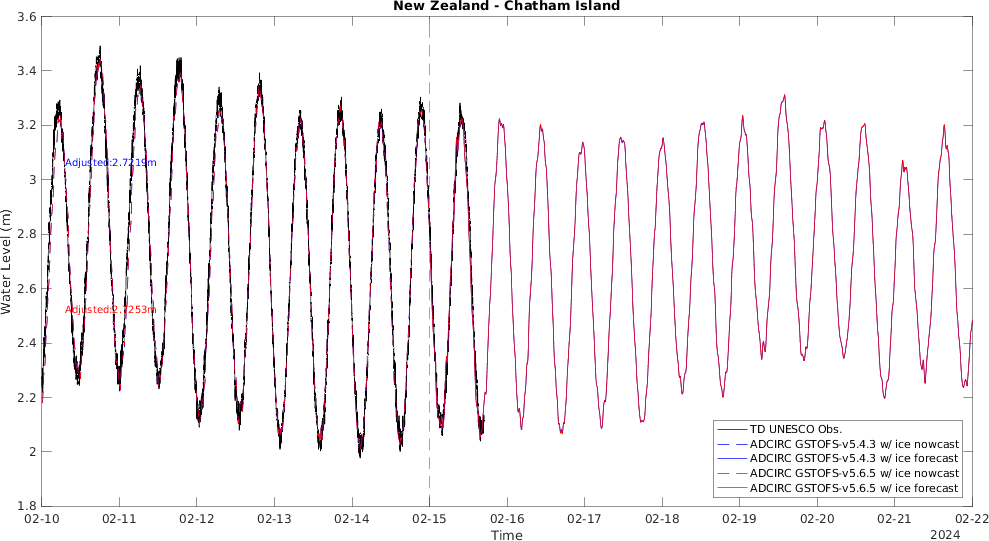 New Zealand - Chatham Island
3.6
3.4
3.2
3
2.8
2.6
2.4
2.2
2
1.8
Water Level (m)
Adjusted:2.7219m
Adjusted:2.7253m
TD UNESCO Obs.
ADCIRC GSTOFS-v5.4.3 w/ ice nowcast
ADCIRC GSTOFS-v5.4.3 w/ ice forecast
ADCIRC GSTOFS-v5.6.5 w/ ice nowcast
ADCIRC GSTOFS-v5.6.5 w/ ice forecast
02-10 02-11 02-12 02-13 02-14 02-15 02-16 02-17 02-18 02-19 02-20 02-21 02-22
Time
2024